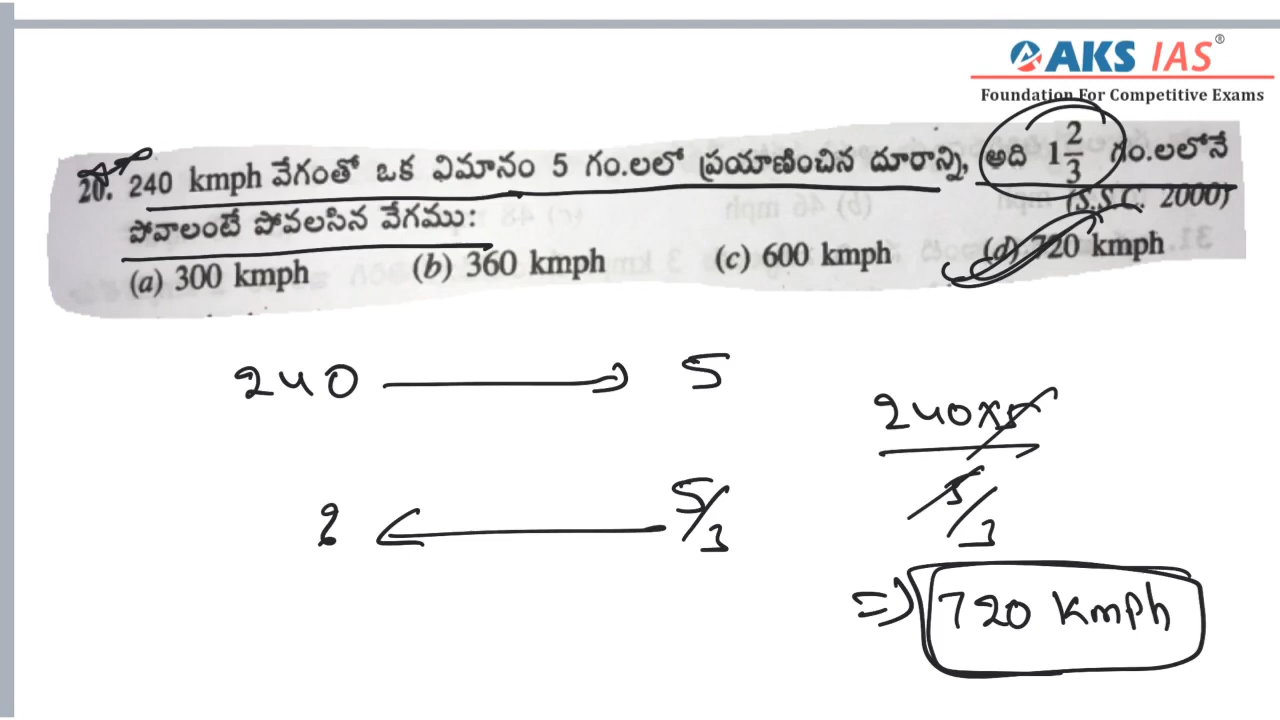 AKS IAS®
Foundation For Competitive Exams
20. 240 kmph వేగంతో ఒక విమానం 5 గం.లలో ప్రయాణించిన దూరాన్ని, అది 1 2/3 గం.లలోనే
పోవాలంటే పోవలసిన వేగము: (S.S.C. 2000)
(a) 300 kmph (b) 360 kmph (c) 600 kmph (d) 720 kmph
240 → 5
240×5
? ← 5/3
5/3
⇒ 720 Kmph